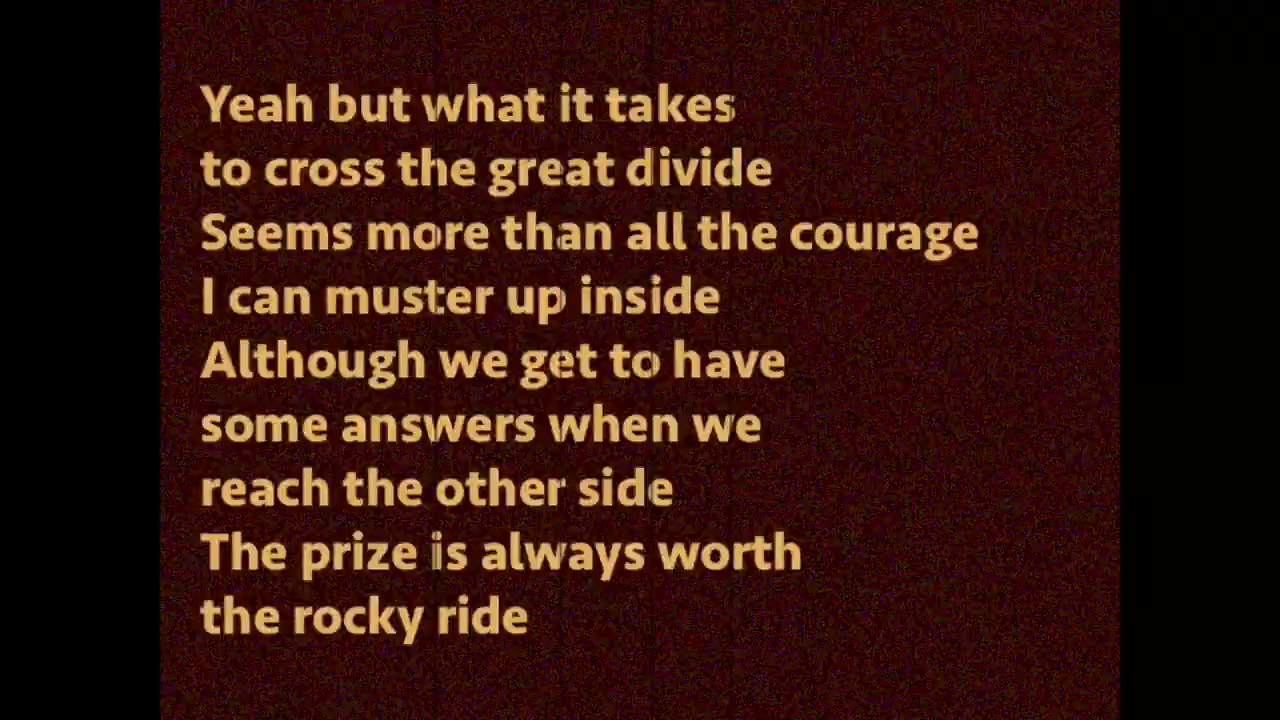 Yeah but what it takes
to cross the great divide
Seems more than all the courage
I can muster up inside
Although we get to have
some answers when we
reach the other side
The prize is always worth
the rocky ride